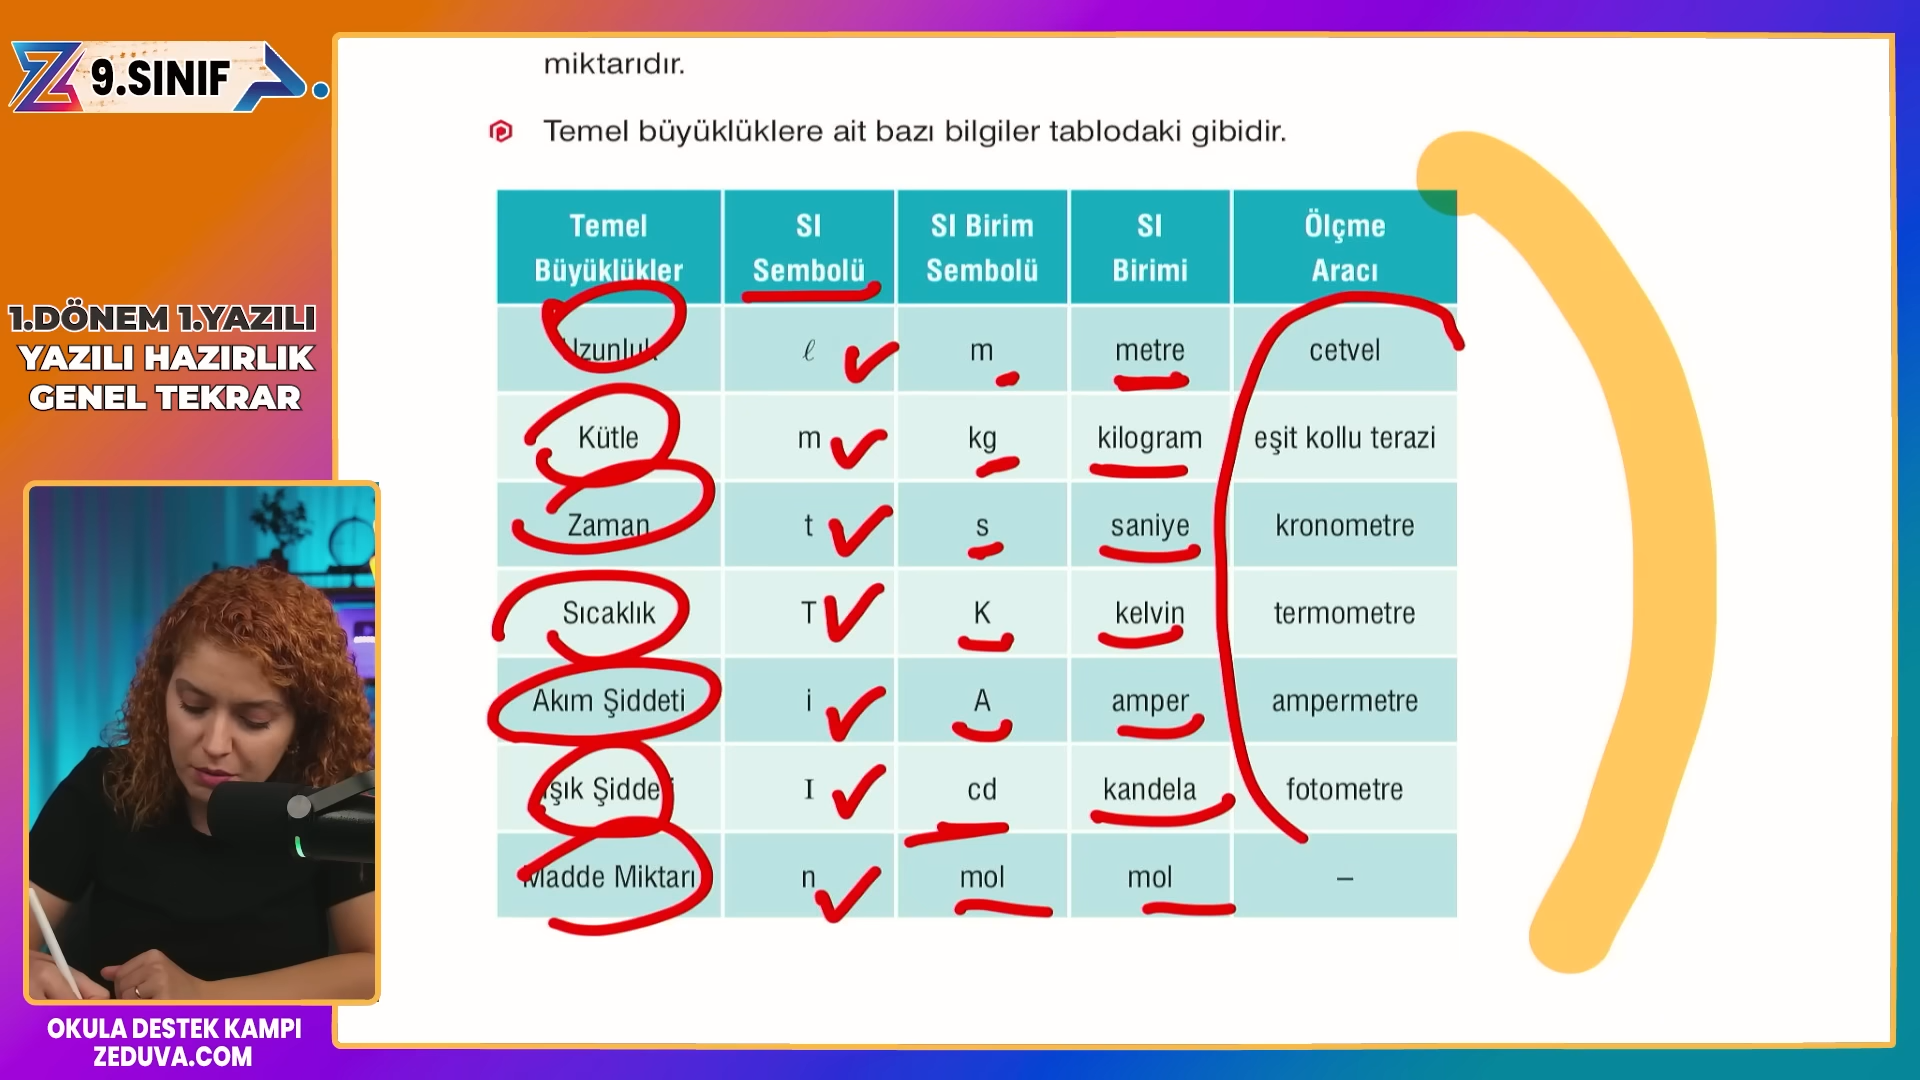 9.SINIF
1.DÖNEM 1.YAZILI
YAZILI HAZIRLIK
GENEL TEKRAR
miktarıdır.
Temel büyüklüklere ait bazı bilgiler tablodaki gibidir.
Temel Büyüklükler SI Sembolü SI Birim Sembolü SI Birimi Ölçme Aracı
Uzunluk ℓ m metre cetvel
Kütle m kg kilogram eşit kollu terazi
Zaman t s saniye kronometre
Sıcaklık T K kelvin termometre
Akım Şiddeti i A amper ampermetre
Işık Şiddeti I cd kandela fotometre
Madde Miktarı n mol mol –
OKULA DESTEK KAMPI
ZEDUVA.COM